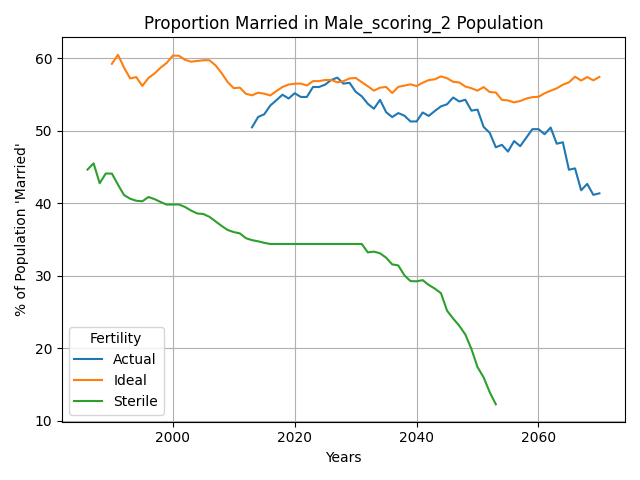 Proportion Married in Male_scoring_2 Population
% of Population 'Married'
60
50
40
30
20
10
Fertility
Actual
Ideal
Sterile
2000
2020
2040
2060
Years